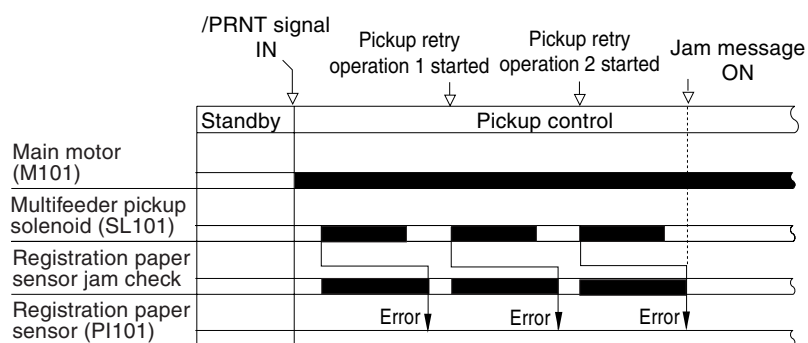 /PRNT signal
IN
Pickup retry
operation 1 started
Pickup retry
operation 2 started
Jam message
ON
Standby
Pickup control
Main motor
(M101)
Multifeeder pickup
solenoid (SL101)
Registration paper
sensor jam check
Registration paper
sensor (PI101)
Error
Error
Error